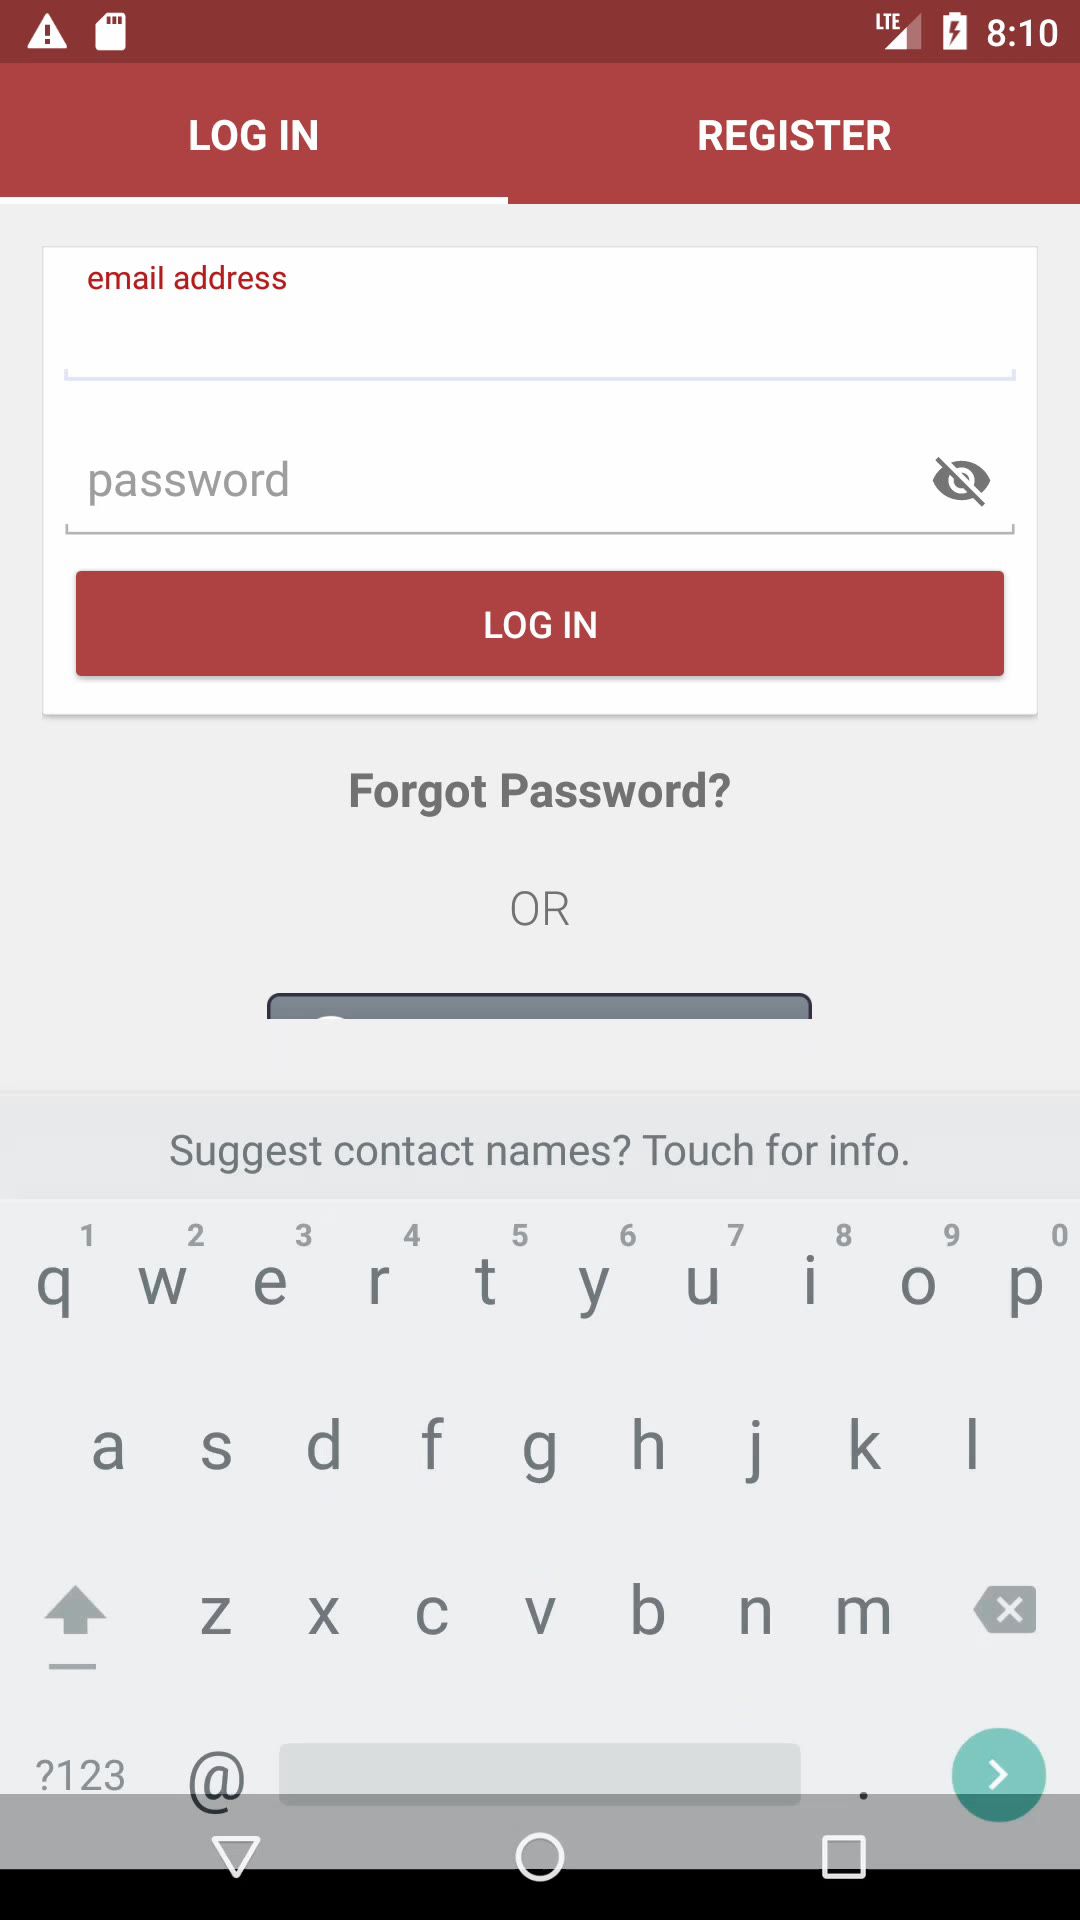 LTE 8:10
LOG IN REGISTER
email address
password
LOG IN
Forgot Password?
OR
Suggest contact names? Touch for info.
1 2 3 4 5 6 7 8 9 0
q w e r t y u i o p
a s d f g h j k l
z x c v b n m
?123 @ .